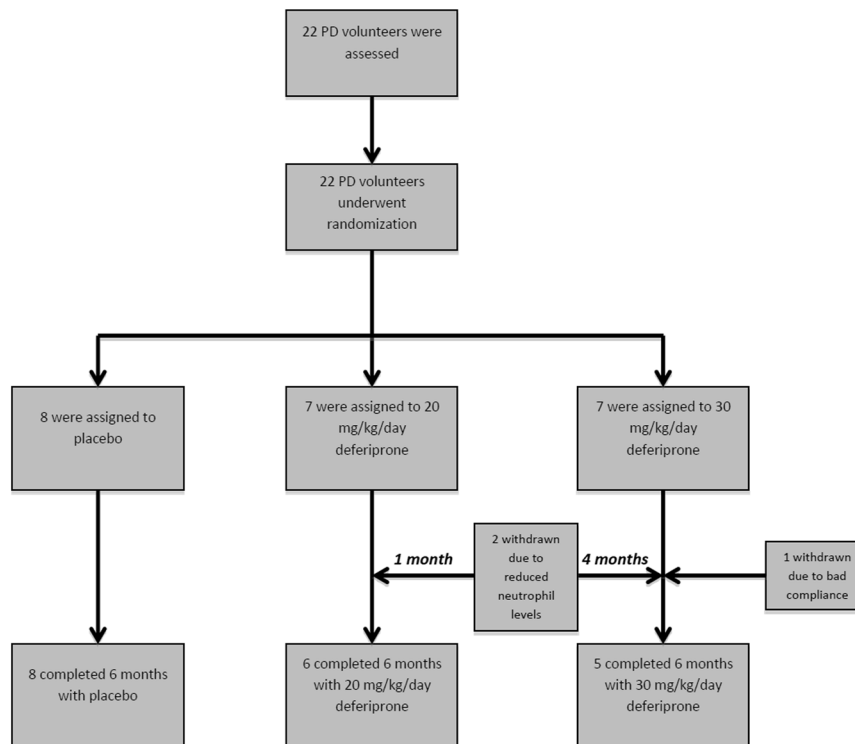 22 PD volunteers were
assessed
22 PD volunteers
underwent
randomization
8 were assigned to
placebo
7 were assigned to 20
mg/kg/day
deferiprone
7 were assigned to 30
mg/kg/day
deferiprone
1 month
2 withdrawn
due to
reduced
neutrophil
levels
4 months
1 withdrawn
due to bad
compliance
8 completed 6 months
with placebo
6 completed 6 months
with 20 mg/kg/day
deferiprone
5 completed 6 months
with 30 mg/kg/day
deferiprone